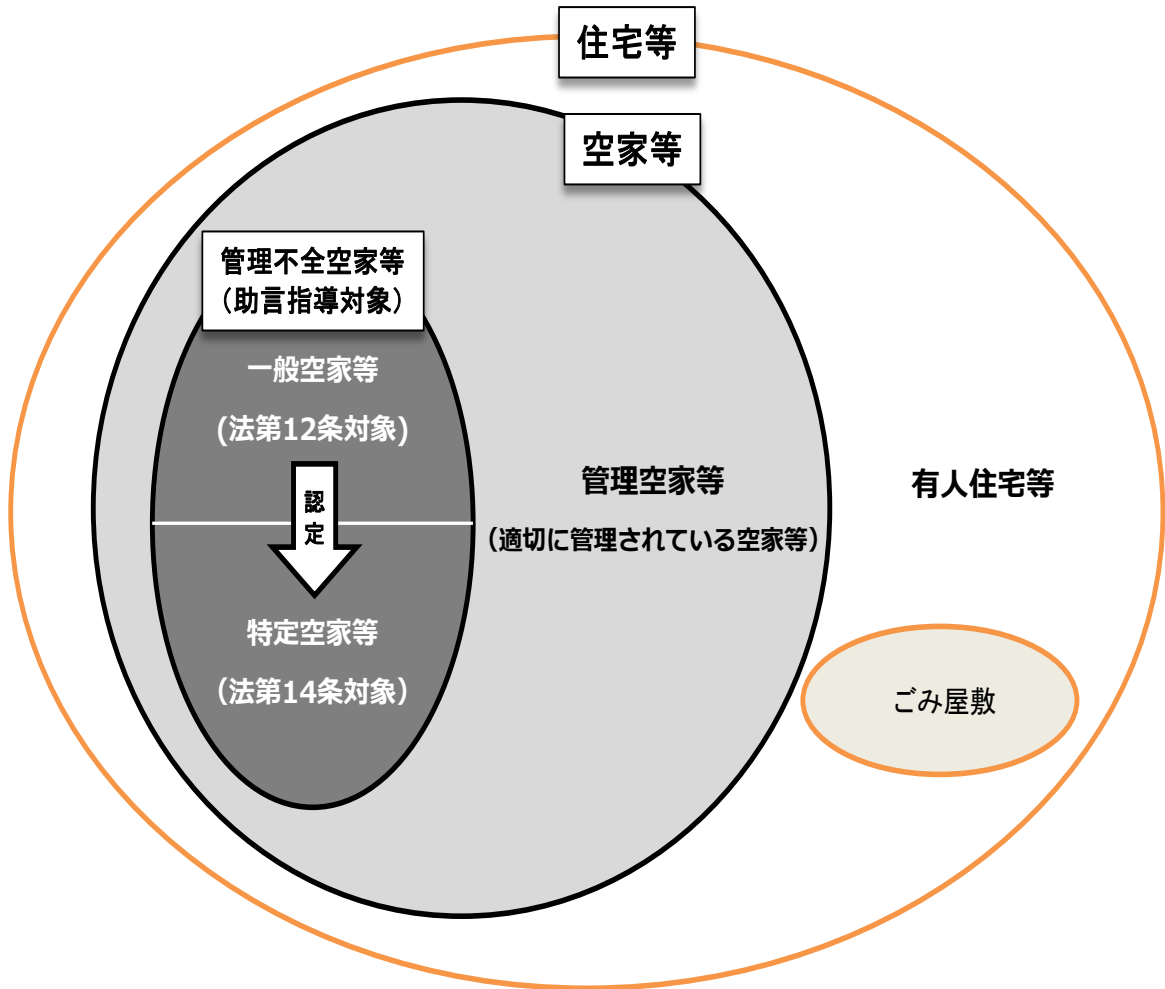 住宅等
空家等
管理不全空家等
（助言指導対象）
一般空家等
(法第12条対象)
認
定
特定空家等
（法第14条対象）
管理空家等
（適切に管理されている空家等）
有人住宅等
ごみ屋敷